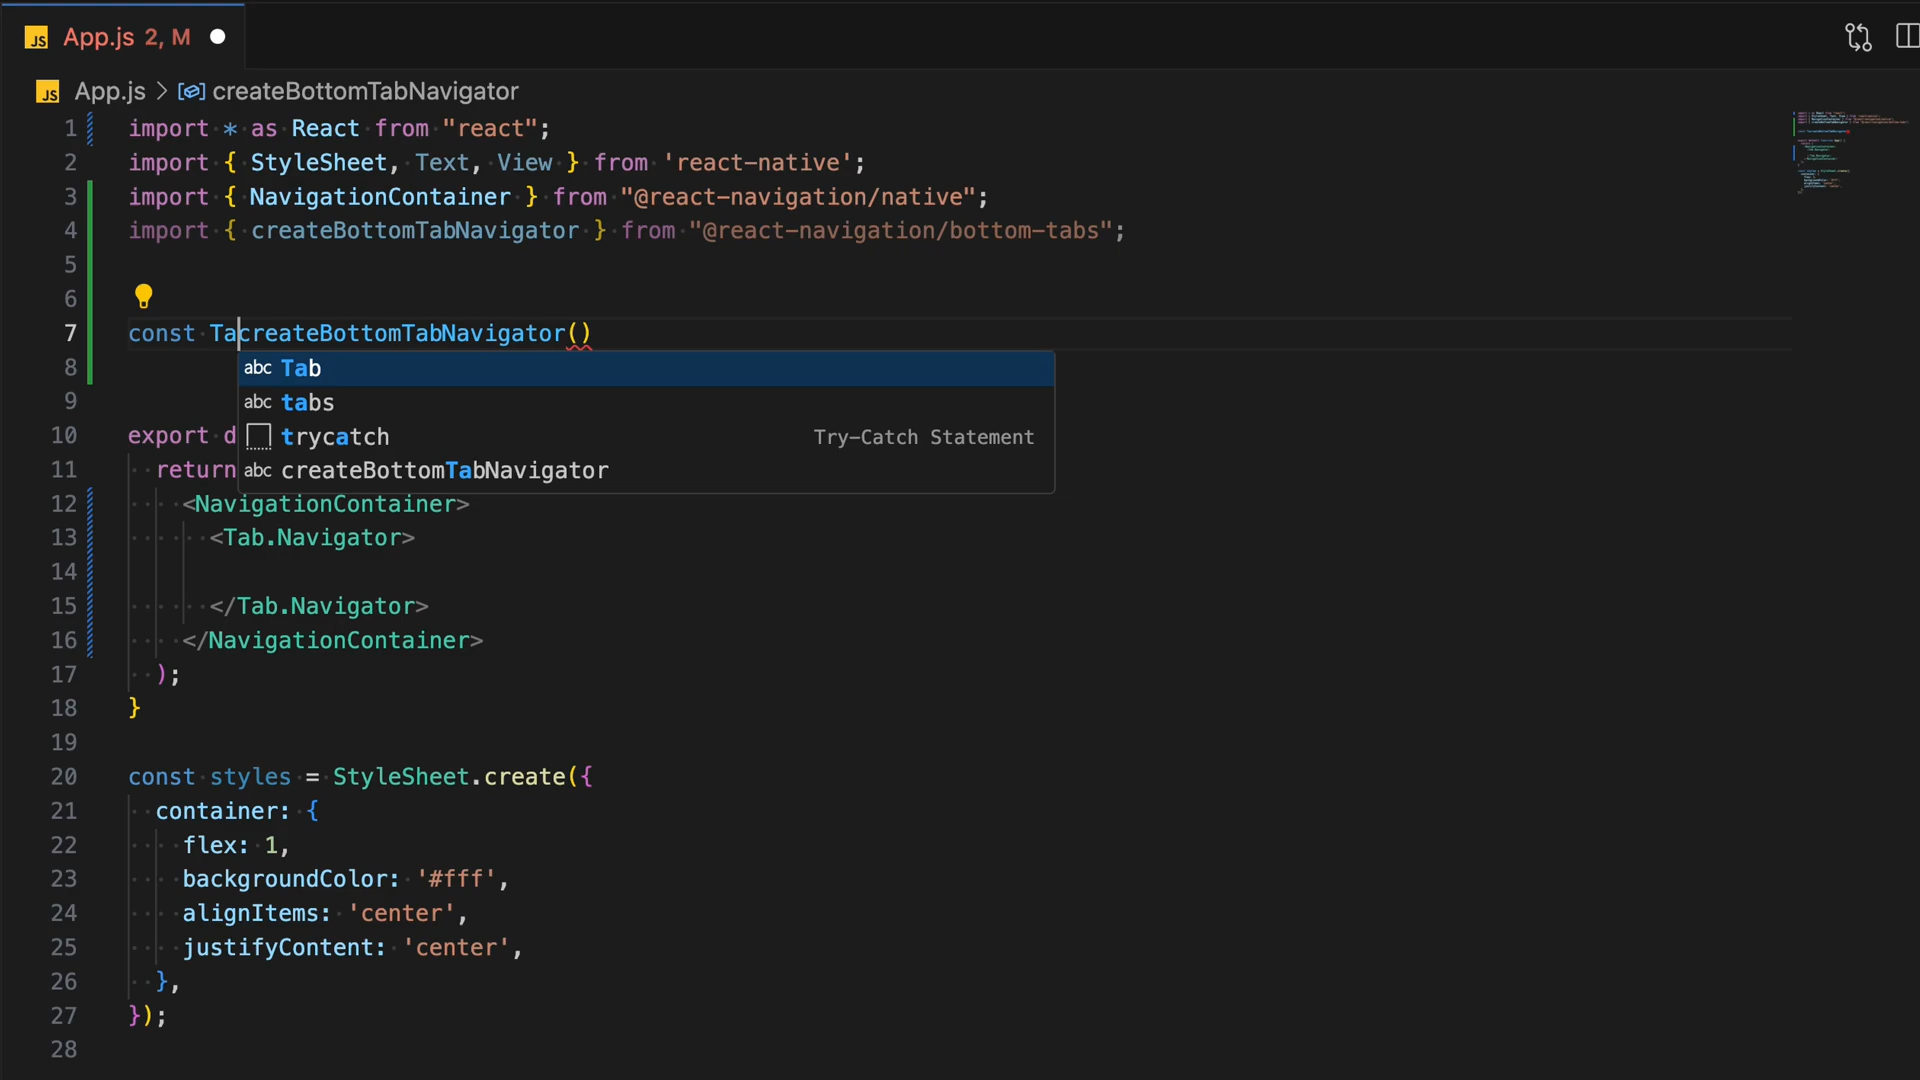 JS App.js 2, M
JS App.js > createBottomTabNavigator
1 import * as React from "react";
2 import { StyleSheet, Text, View } from 'react-native';
3 import { NavigationContainer } from "@react-navigation/native";
4 import { createBottomTabNavigator } from "@react-navigation/bottom-tabs";
5
6
7 const TacreateBottomTabNavigator()
8 abc Tab
9 abc tabs
10 export d trycatch Try-Catch Statement
11 return abc createBottomTabNavigator
12 <NavigationContainer>
13 <Tab.Navigator>
14
15 </Tab.Navigator>
16 </NavigationContainer>
17 );
18 }
19
20 const styles = StyleSheet.create({
21 container: {
22 flex: 1,
23 backgroundColor: '#fff',
24 alignItems: 'center',
25 justifyContent: 'center',
26 },
27 });
28